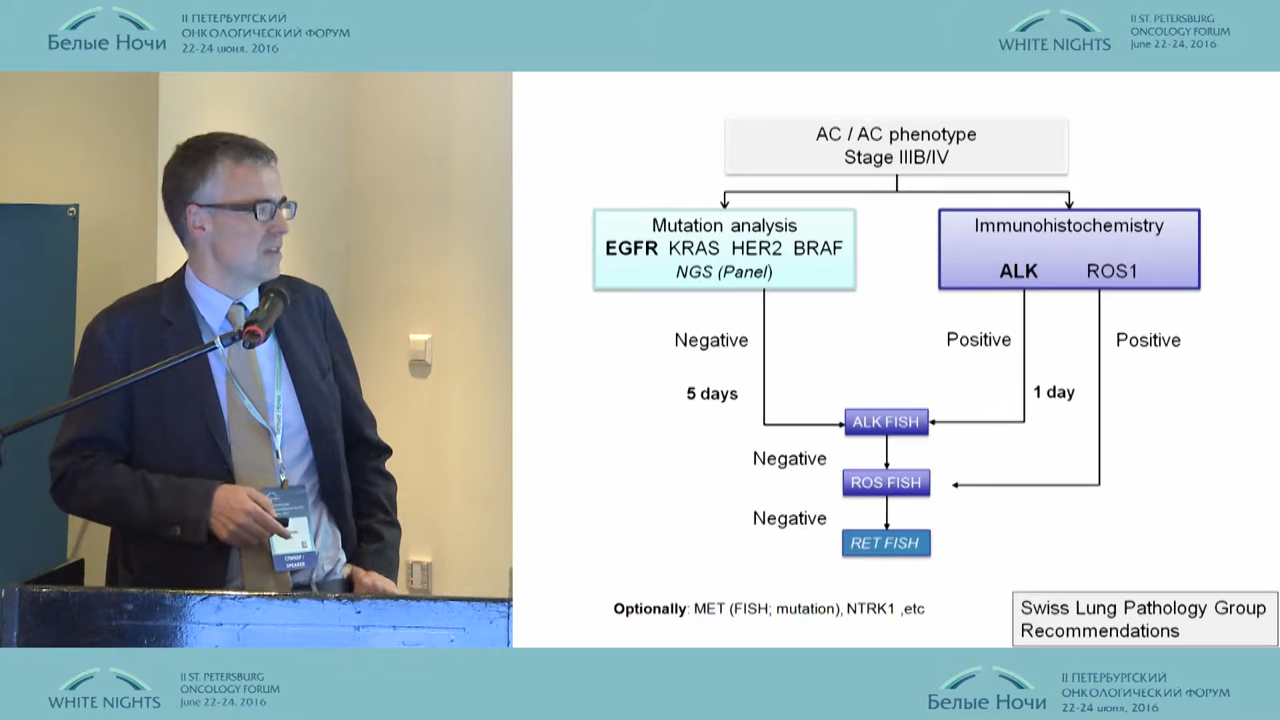 Белые Ночи
II ПЕТЕРБУРГСКИЙ
ОНКОЛОГИЧЕСКИЙ ФОРУМ
22-24 июня, 2016
WHITE NIGHTS
II ST. PETERSBURG
ONCOLOGY FORUM
June 22-24, 2016
AC / AC phenotype
Stage IIIB/IV
Mutation analysis
EGFR KRAS HER2 BRAF
NGS (Panel)
Immunohistochemistry
ALK ROS1
Negative
Positive
Positive
5 days
1 day
ALK FISH
Negative
ROS FISH
Negative
RET FISH
Optionally: MET (FISH; mutation), NTRK1 ,etc
Swiss Lung Pathology Group
Recommendations
СПИКЕР /
SPEAKER
WHITE NIGHTS
II ST. PETERSBURG
ONCOLOGY FORUM
June 22-24, 2016
Белые Ночи
II ПЕТЕРБУРГСКИЙ
ОНКОЛОГИЧЕСКИЙ ФОРУМ
22-24 июня, 2016